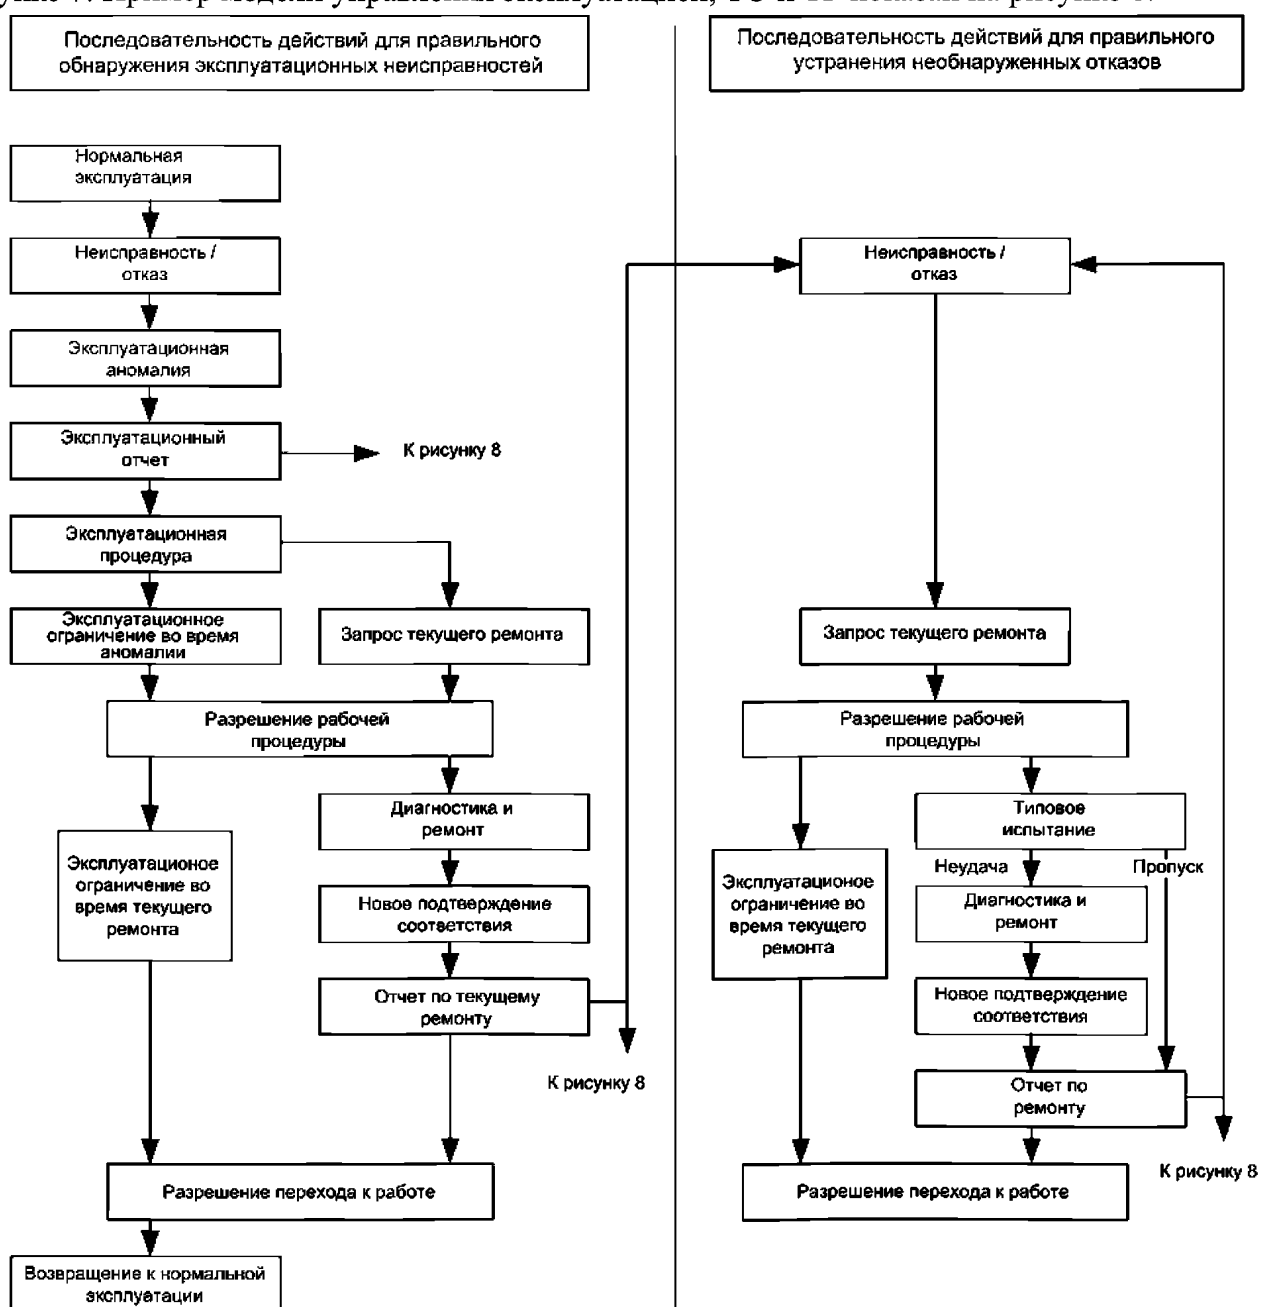 Последовательность действий для правильного
обнаружения эксплуатационных неисправностей
Нормальная
эксплуатация
Неисправность /
отказ
Эксплуатационная
аномалия
Эксплуатационный
отчет
К рисунку 8
Эксплуатационная
процедура
Эксплуатационное
ограничение во время
аномалии
Запрос текущего ремонта
Разрешение рабочей
процедуры
Эксплуатационое
ограничение во
время текущего
ремонта
Диагностика и
ремонт
Новое подтверждение
соответствия
Отчет по текущему
ремонту
К рисунку 8
Разрешение перехода к работе
Возвращение к нормальной
эксплуатации
Последовательность действий для правильного
устранения необнаруженных отказов
Неисправность /
отказ
Запрос текущего ремонта
Разрешение рабочей
процедуры
Эксплуатационое
ограничение во
время текущего
ремонта
Типовое
испытание
Неудача
Пропуск
Диагностика и
ремонт
Новое подтверждение
соответствия
Отчет по
ремонту
К рисунку 8
Разрешение перехода к работе